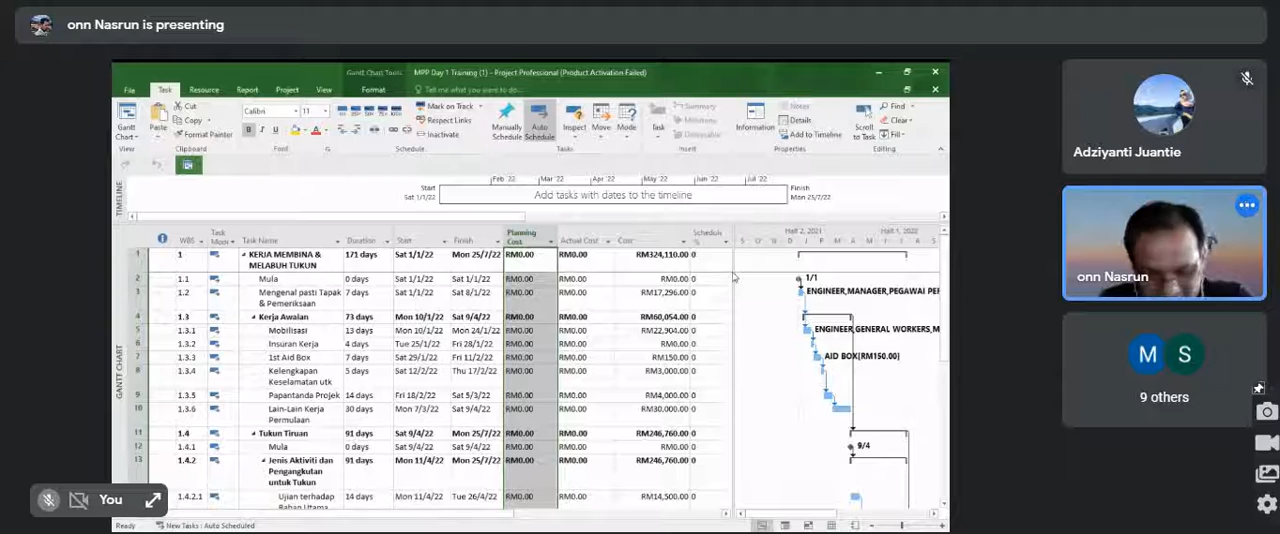 onn Nasrun is presenting
Gantt Chart Tools MPP Day 1 Training (1) - Project Professional (Product Activation Failed)
File Task Resource Report Project View Format Tell me what you want to do...
Gantt Chart
Paste
Cut
Copy
Format Painter
Calibri 11
B I U
Mark on Track
Respect Links
Inactivate
Manually Schedule
Auto Schedule
Inspect Move Mode
Task
Summary
Milestone
Deliverable
Information
Notes
Details
Add to Timeline
Scroll to Task
Find
Clear
Fill
View Clipboard Font Schedule Tasks Insert Properties Editing
TIMELINE
Feb '22 Mar '22 Apr '22 May '22 Jun '22 Jul '22
Start
Sat 1/1/22
Add tasks with dates to the timeline
Finish
Mon 25/7/22
WBS Task Mode Task Name Duration Start Finish Planning Cost Actual Cost Cost Schedule %
Half 2, 2021 Half 1, 2022
S O N D J F M A M J J A S
1 1 KERJA MEMBINA & MELABUH TUKUN 171 days Sat 1/1/22 Mon 25/7/22 RM0.00 RM0.00 RM324,110.00 0
2 1.1 Mula 0 days Sat 1/1/22 Sat 1/1/22 RM0.00 RM0.00 RM0.00 0 1/1
3 1.2 Mengenal pasti Tapak & Pemeriksaan 7 days Sat 1/1/22 Sat 8/1/22 RM0.00 RM0.00 RM17,296.00 0 ENGINEER,MANAGER,PEGAWAI PE
4 1.3 Kerja Awalan 73 days Mon 10/1/22 Sat 9/4/22 RM0.00 RM0.00 RM60,054.00 0
5 1.3.1 Mobilisasi 13 days Mon 10/1/22 Mon 24/1/22 RM0.00 RM0.00 RM22,904.00 0 ENGINEER,GENERAL WORKERS,M
6 1.3.2 Insuran Kerja 4 days Tue 25/1/22 Fri 28/1/22 RM0.00 RM0.00 RM0.00 0
7 1.3.3 1st Aid Box 7 days Sat 29/1/22 Fri 11/2/22 RM0.00 RM0.00 RM150.00 0 AID BOX[RM150.00]
8 1.3.4 Kelengkapan Keselamatan utk 5 days Sat 12/2/22 Thu 17/2/22 RM0.00 RM0.00 RM3,000.00 0
9 1.3.5 Papantanda Projek 14 days Fri 18/2/22 Sat 5/3/22 RM0.00 RM0.00 RM4,000.00 0
10 1.3.6 Lain-Lain Kerja Permulaan 30 days Mon 7/3/22 Sat 9/4/22 RM0.00 RM0.00 RM30,000.00 0
11 1.4 Tukun Tiruan 91 days Sat 9/4/22 Mon 25/7/22 RM0.00 RM0.00 RM246,760.00 0
12 1.4.1 Mula 0 days Sat 9/4/22 Sat 9/4/22 RM0.00 RM0.00 RM0.00 0 9/4
13 1.4.2 Jenis Aktiviti dan Pengangkutan untuk Tukun 91 days Mon 11/4/22 Mon 25/7/22 RM0.00 RM0.00 RM246,760.00 0
1.4.2.1 Ujian terhadap Bahan Utama 14 days Mon 11/4/22 Tue 26/4/22 RM0.00 RM0.00 RM14,500.00 0
GANTT CHART
Ready New Tasks : Auto Scheduled
You
Adziyanti Juantie
onn Nasrun
M S
9 others